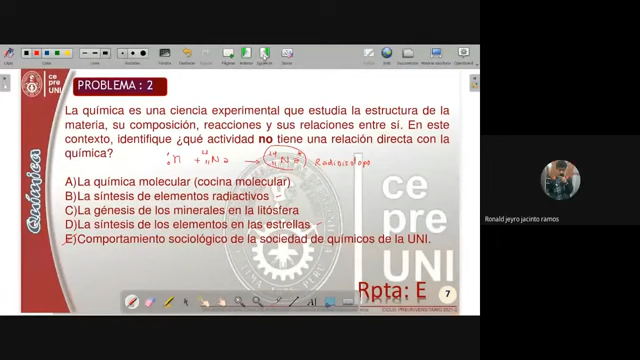 ce
pre
UNI
PROBLEMA : 2
La química es una ciencia experimental que estudia la estructura de la
materia, su composición, reacciones y sus relaciones entre sí. En este
contexto, identifique ¿qué actividad no tiene una relación directa con la
química?
Radioisotopo
A)La química molecular (cocina molecular)
B)La síntesis de elementos radiactivos
C)La génesis de los minerales en la litósfera
D)La síntesis de los elementos en las estrellas
E)Comportamiento sociológico de la sociedad de químicos de la UNI.
Química
ce
pre
UNI
Rpta: E
7
Ronald jeyro jacinto ramos